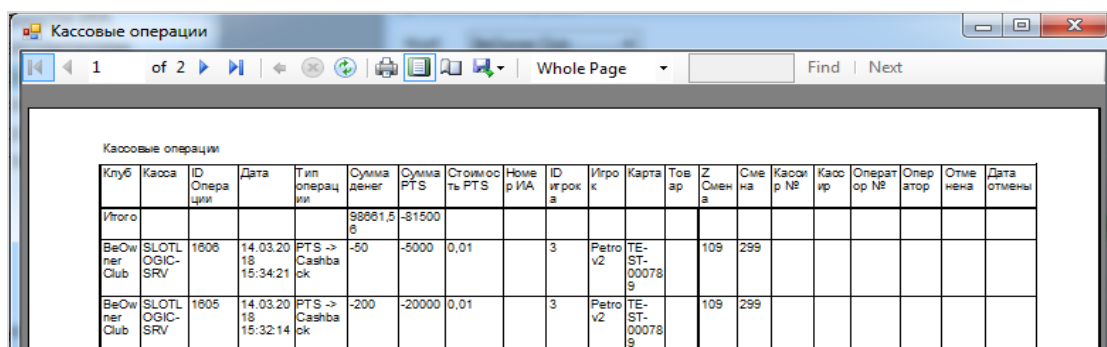 Кассовые операции
1 of 2 Whole Page Find Next
Кассовые операции
Клуб Касса ID Дата Тип Сумма Сумма Стоимос Номе ID Игро Карта Тов Z Сме Касси Касс Операт Опер Отме Дата
Опера операц денег PTS ть PTS р ИА игрок к ар Смен на р № ир ор № атор нена отмены
ции ии а а
Итого 98661,5 -81500
6
BeOw SLOTL 1606 14.03.20 PTS -> -50 -5000 0,01 3 Petro TE- 109 299
ner OGIC- 18 Cashba v2 ST-
Club SRV 15:34:21 ck 00078
9
BeOw SLOTL 1605 14.03.20 PTS -> -200 -20000 0,01 3 Petro TE- 109 299
ner OGIC- 18 Cashba v2 ST-
Club SRV 15:32:14 ck 00078
9